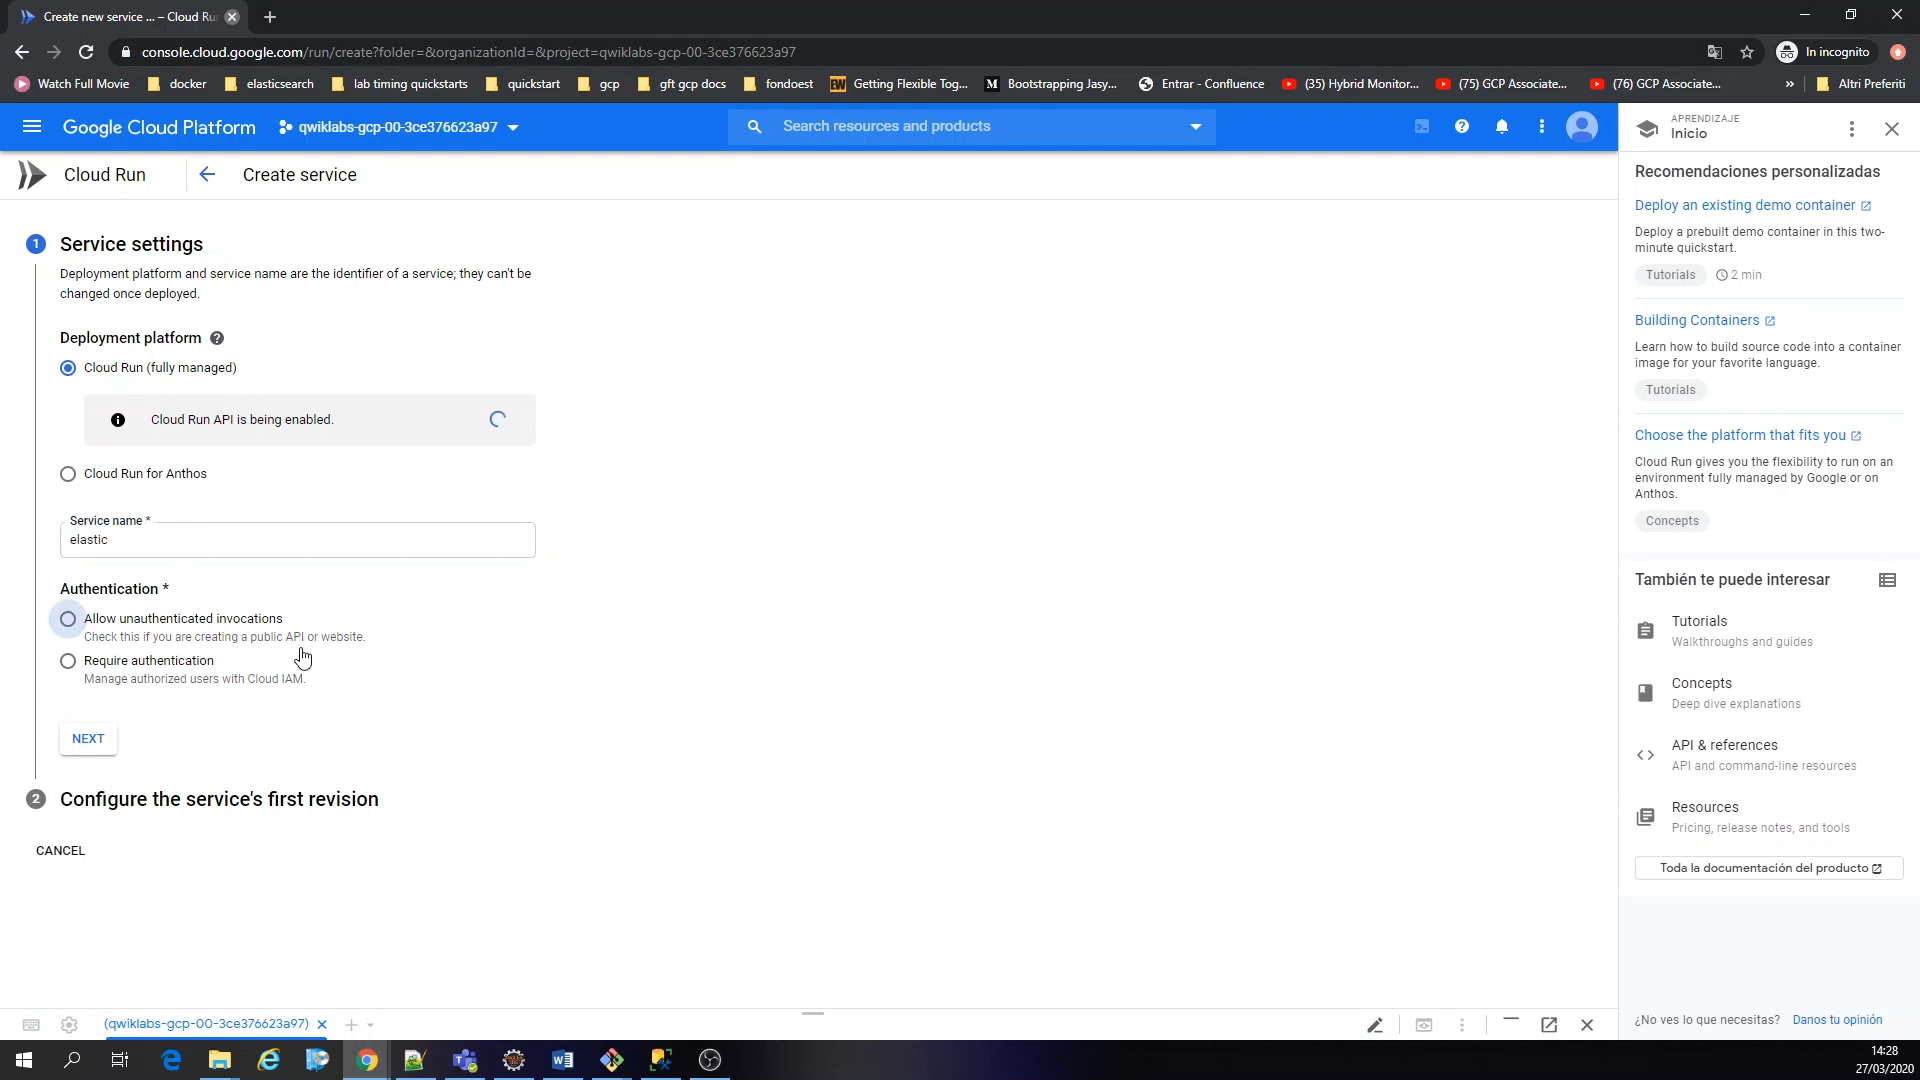 Create new service ... – Cloud Ru
console.cloud.google.com/run/create?folder=&organizationId=&project=qwiklabs-gcp-00-3ce376623a97
In incognito
Watch Full Movie
docker
elasticsearch
lab timing quickstarts
quickstart
gcp
gft gcp docs
fondoest
Getting Flexible Tog...
Bootstrapping Jasy...
Entrar - Confluence
(35) Hybrid Monitor...
(75) GCP Associate...
(76) GCP Associate...
»
Altri Preferiti
Google Cloud Platform
qwiklabs-gcp-00-3ce376623a97
Search resources and products
APRENDIZAJE
Inicio
Cloud Run
Create service
1 Service settings
Deployment platform and service name are the identifier of a service; they can't be
changed once deployed.
Deployment platform
Cloud Run (fully managed)
Cloud Run API is being enabled.
Cloud Run for Anthos
Service name *
elastic
Authentication *
Allow unauthenticated invocations
Check this if you are creating a public API or website.
Require authentication
Manage authorized users with Cloud IAM.
NEXT
2 Configure the service's first revision
CANCEL
Recomendaciones personalizadas
Deploy an existing demo container
Deploy a prebuilt demo container in this two-
minute quickstart.
Tutorials
2 min
Building Containers
Learn how to build source code into a container
image for your favorite language.
Tutorials
Choose the platform that fits you
Cloud Run gives you the flexibility to run on an
environment fully managed by Google or on
Anthos.
Concepts
También te puede interesar
Tutorials
Walkthroughs and guides
Concepts
Deep dive explanations
API & references
API and command-line resources
Resources
Pricing, release notes, and tools
Toda la documentación del producto
¿No ves lo que necesitas? Danos tu opinión
(qwiklabs-gcp-00-3ce376623a97)
14:28
27/03/2020